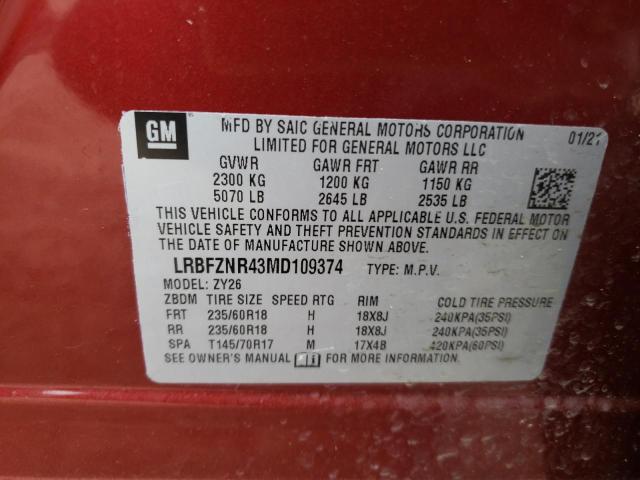 GM
MFD BY SAIC GENERAL MOTORS CORPORATION 01/21
LIMITED FOR GENERAL MOTORS LLC
GVWR GAWR FRT GAWR RR
2300 KG 1200 KG 1150 KG
5070 LB 2645 LB 2535 LB
THIS VEHICLE CONFORMS TO ALL APPLICABLE U.S. FEDERAL MOTOR
VEHICLE SAFETY AND THEFT PREVENTION STANDARDS IN EFFECT ON
THE DATE OF MANUFACTURE SHOWN ABOVE.
LRBFZNR43MD109374 TYPE: M.P.V.
MODEL: ZY26
ZBDM TIRE SIZE SPEED RTG RIM COLD TIRE PRESSURE
FRT 235/60R18 H 18X8J 240KPA(35PSI)
RR 235/60R18 H 18X8J 240KPA(35PSI)
SPA T145/70R17 M 17X4B 420KPA(60PSI)
SEE OWNER'S MANUAL FOR MORE INFORMATION.